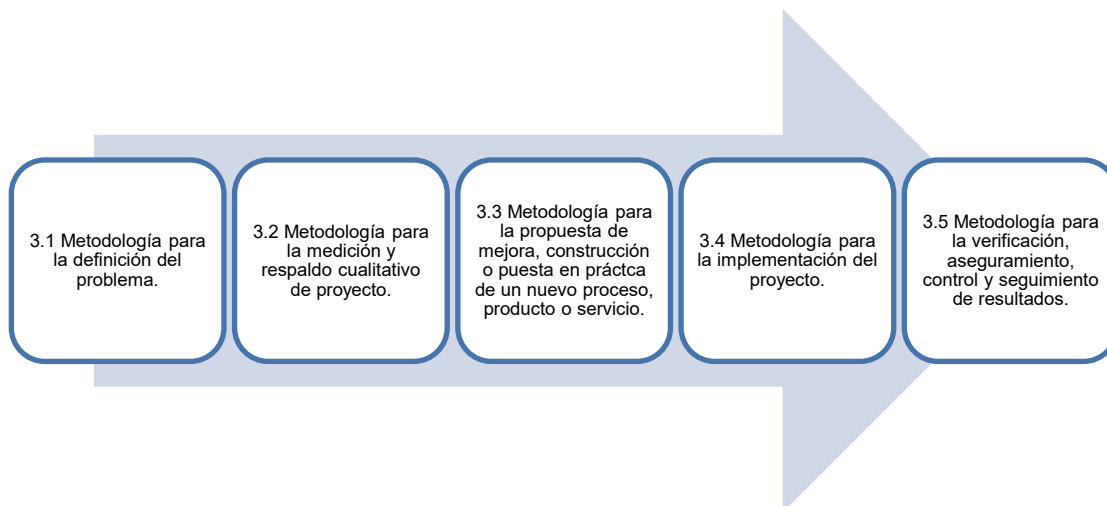 3.1 Metodología para
la definición del
problema.
3.2 Metodología para
la medición y
respaldo cualitativo
de proyecto.
3.3 Metodología para
la propuesta de
mejora, construcción
o puesta en práctca
de un nuevo proceso,
producto o servicio.
3.4 Metodología para
la implementación del
proyecto.
3.5 Metodología para
la verificación,
aseguramiento,
control y seguimiento
de resultados.